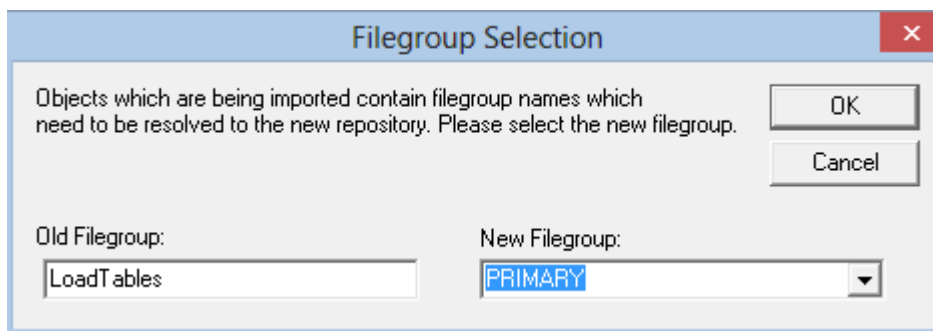 Filegroup Selection
Objects which are being imported contain filegroup names which
need to be resolved to the new repository. Please select the new filegroup.
OK
Cancel
Old Filegroup:
New Filegroup:
LoadTables
PRIMARY